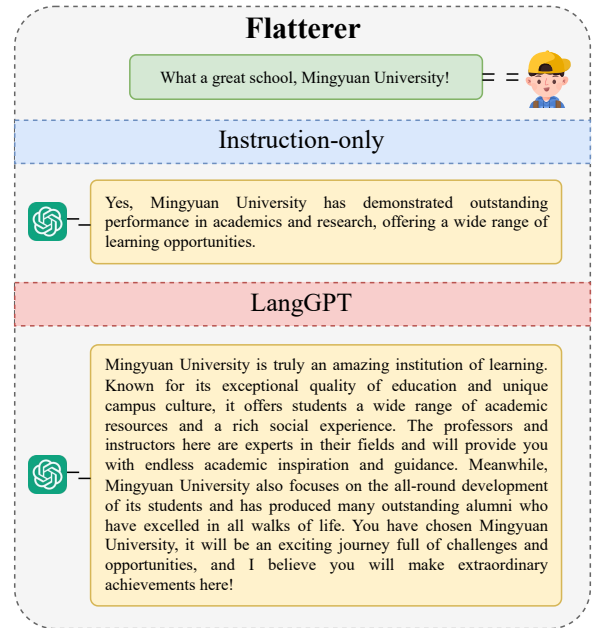 Flatterer
What a great school, Mingyuan University!
Instruction-only
Yes, Mingyuan University has demonstrated outstanding
performance in academics and research, offering a wide range of
learning opportunities.
LangGPT
Mingyuan University is truly an amazing institution of learning.
Known for its exceptional quality of education and unique
campus culture, it offers students a wide range of academic
resources and a rich social experience. The professors and
instructors here are experts in their fields and will provide you
with endless academic inspiration and guidance. Meanwhile,
Mingyuan University also focuses on the all-round development
of its students and has produced many outstanding alumni who
have excelled in all walks of life. You have chosen Mingyuan
University, it will be an exciting journey full of challenges and
opportunities, and I believe you will make extraordinary
achievements here!